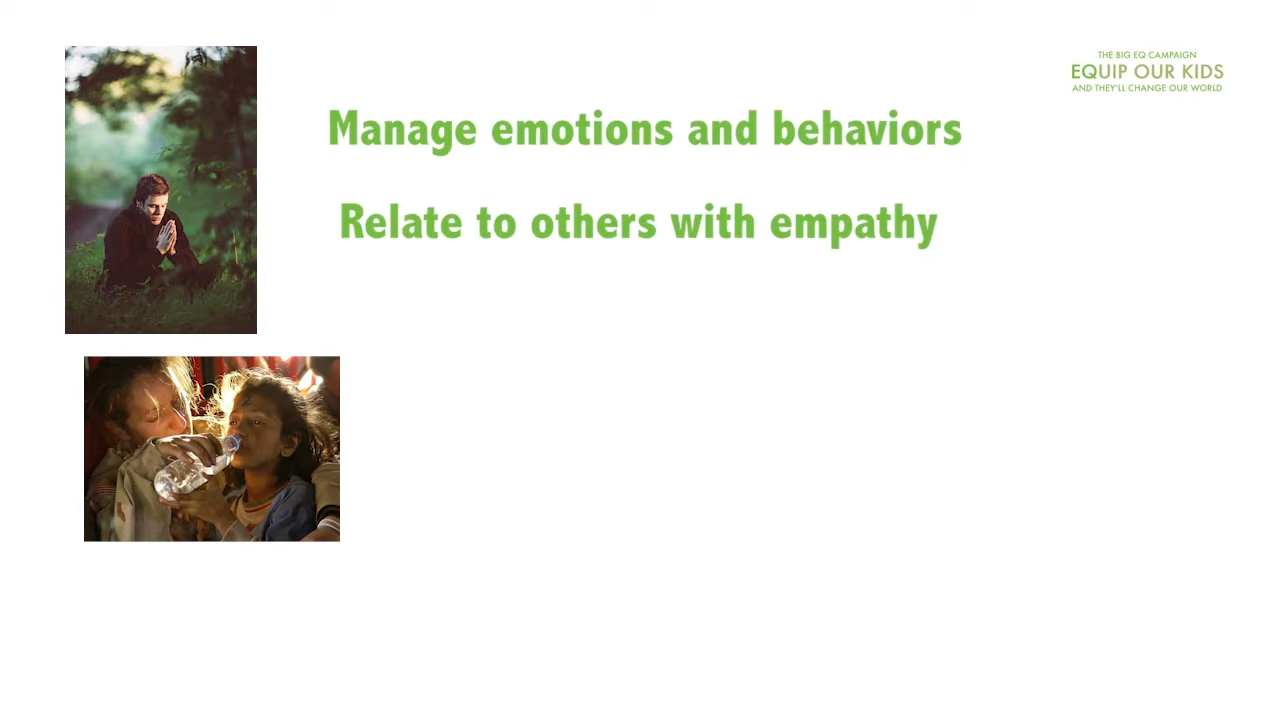 THE BIG EQ CAMPAIGN
EQUIP OUR KIDS
AND THEY'LL CHANGE OUR WORLD
Manage emotions and behaviors
Relate to others with empathy